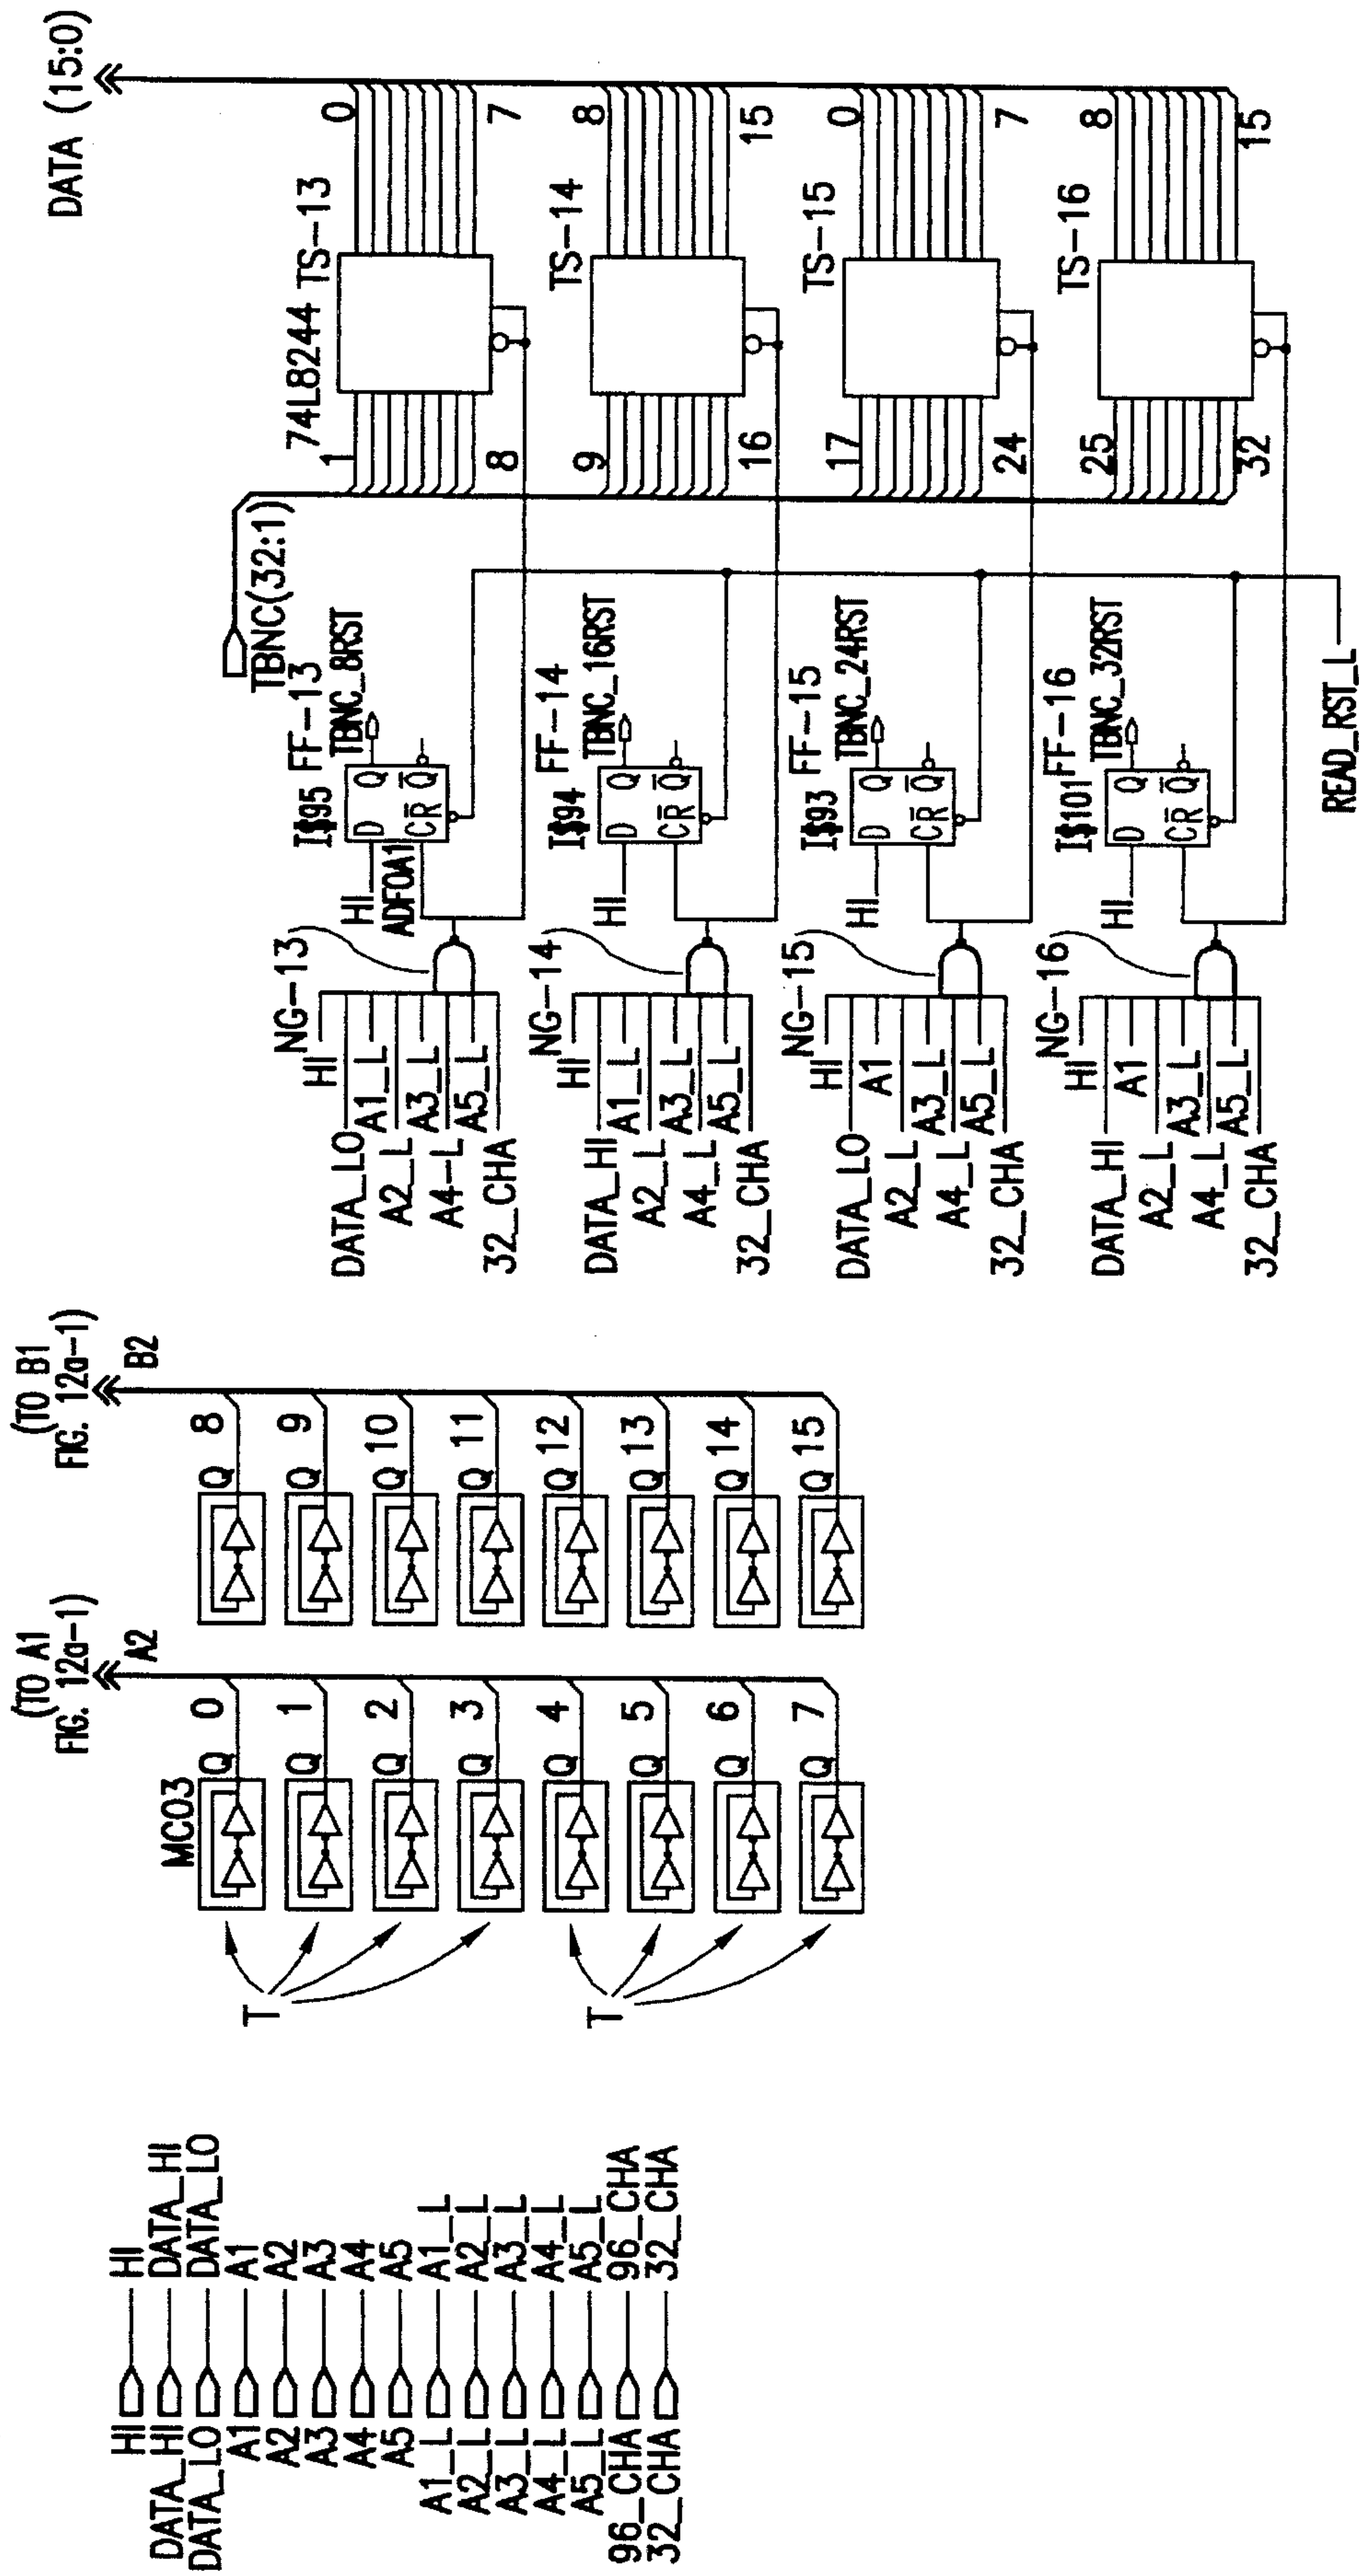 HI HI
DATA_HI DATA_HI
DATA_LO DATA_LO
A1 A1
A2 A2
A3 A3
A4 A4
A5 A5
A1_L A1_L
A2_L A2_L
A3_L A3_L
A4_L A4_L
A5_L A5_L
96_CHA 96_CHA
32_CHA 32_CHA
(TO A1
FIG. 12a-1)
A2
MC03
Q 0
Q 1
Q 2
Q 3
Q 4
Q 5
Q 6
Q 7
T
T
(TO B1
FIG. 12a-1)
B2
Q 8
Q 9
Q 10
Q 11
Q 12
Q 13
Q 14
Q 15
DATA (15:0)
TBNC(32:1)
NG-13
HI
DATA_LO
A1_L
A2_L
A3_L
A4-L
A5_L
32_CHA
I$95 FF-13
HI
ADF0A1
D Q
C R Q
TBNC_8RST
74L8244 TS-13
1 0
8 7
NG-14
HI
DATA_HI
A1_L
A2_L
A3_L
A4_L
A5_L
32_CHA
I$94 FF-14
HI
D Q
C R Q
TBNC_16RST
TS-14
9 8
16 15
NG-15
HI
DATA_LO
A1
A2_L
A3_L
A4_L
A5_L
32_CHA
I$93 FF-15
HI
D Q
C R Q
TBNC_24RST
TS-15
17 0
24 7
NG-16
HI
DATA_HI
A1
A2_L
A3_L
A4_L
A5_L
32_CHA
I$101 FF-16
HI
D Q
C R Q
TBNC_32RST
TS-16
25 8
32 15
READ_RST_L